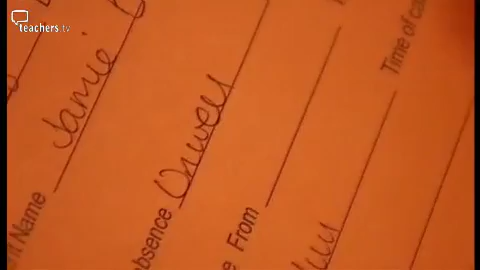 teachers.tv
Name Jamie
absence Unwell
From
Time of